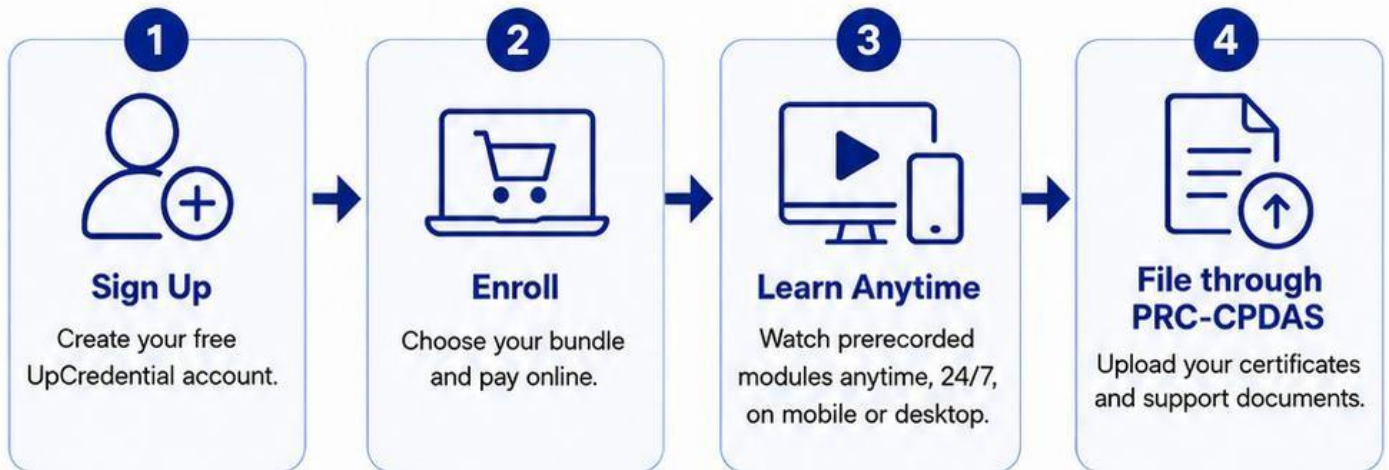 1
Sign Up
Create your free
UpCredential account.
2
Enroll
Choose your bundle
and pay online.
3
Learn Anytime
Watch prerecorded
modules anytime, 24/7,
on mobile or desktop.
4
File through
PRC-CPDAS
Upload your certificates
and support documents.